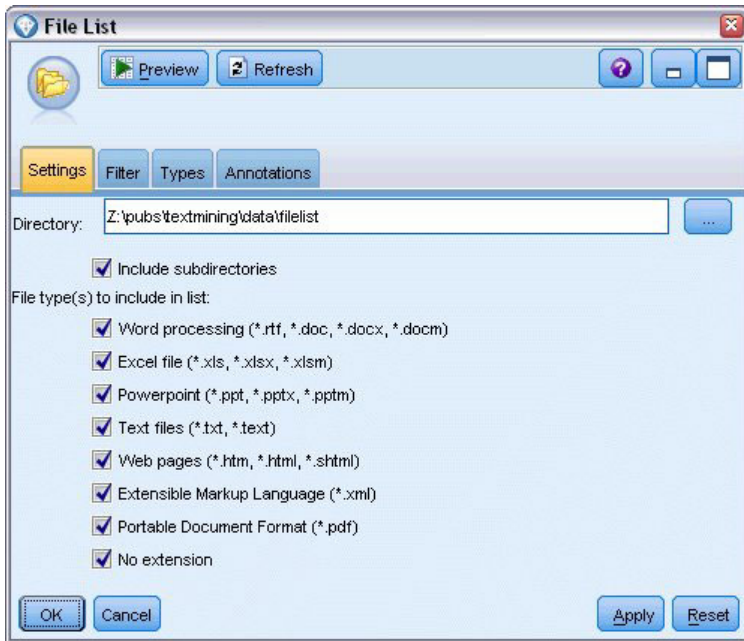 File List
Preview Refresh
Settings Filter Types Annotations
Directory: Z:\pubs\textmining\data\filelist ...
Include subdirectories
File type(s) to include in list:
Word processing (*.rtf, *.doc, *.docx, *.docm)
Excel file (*.xls, *.xlsx, *.xlsm)
Powerpoint (*.ppt, *.pptx, *.pptm)
Text files (*.txt, *.text)
Web pages (*.htm, *.html, *.shtml)
Extensible Markup Language (*.xml)
Portable Document Format (*.pdf)
No extension
OK Cancel Apply Reset